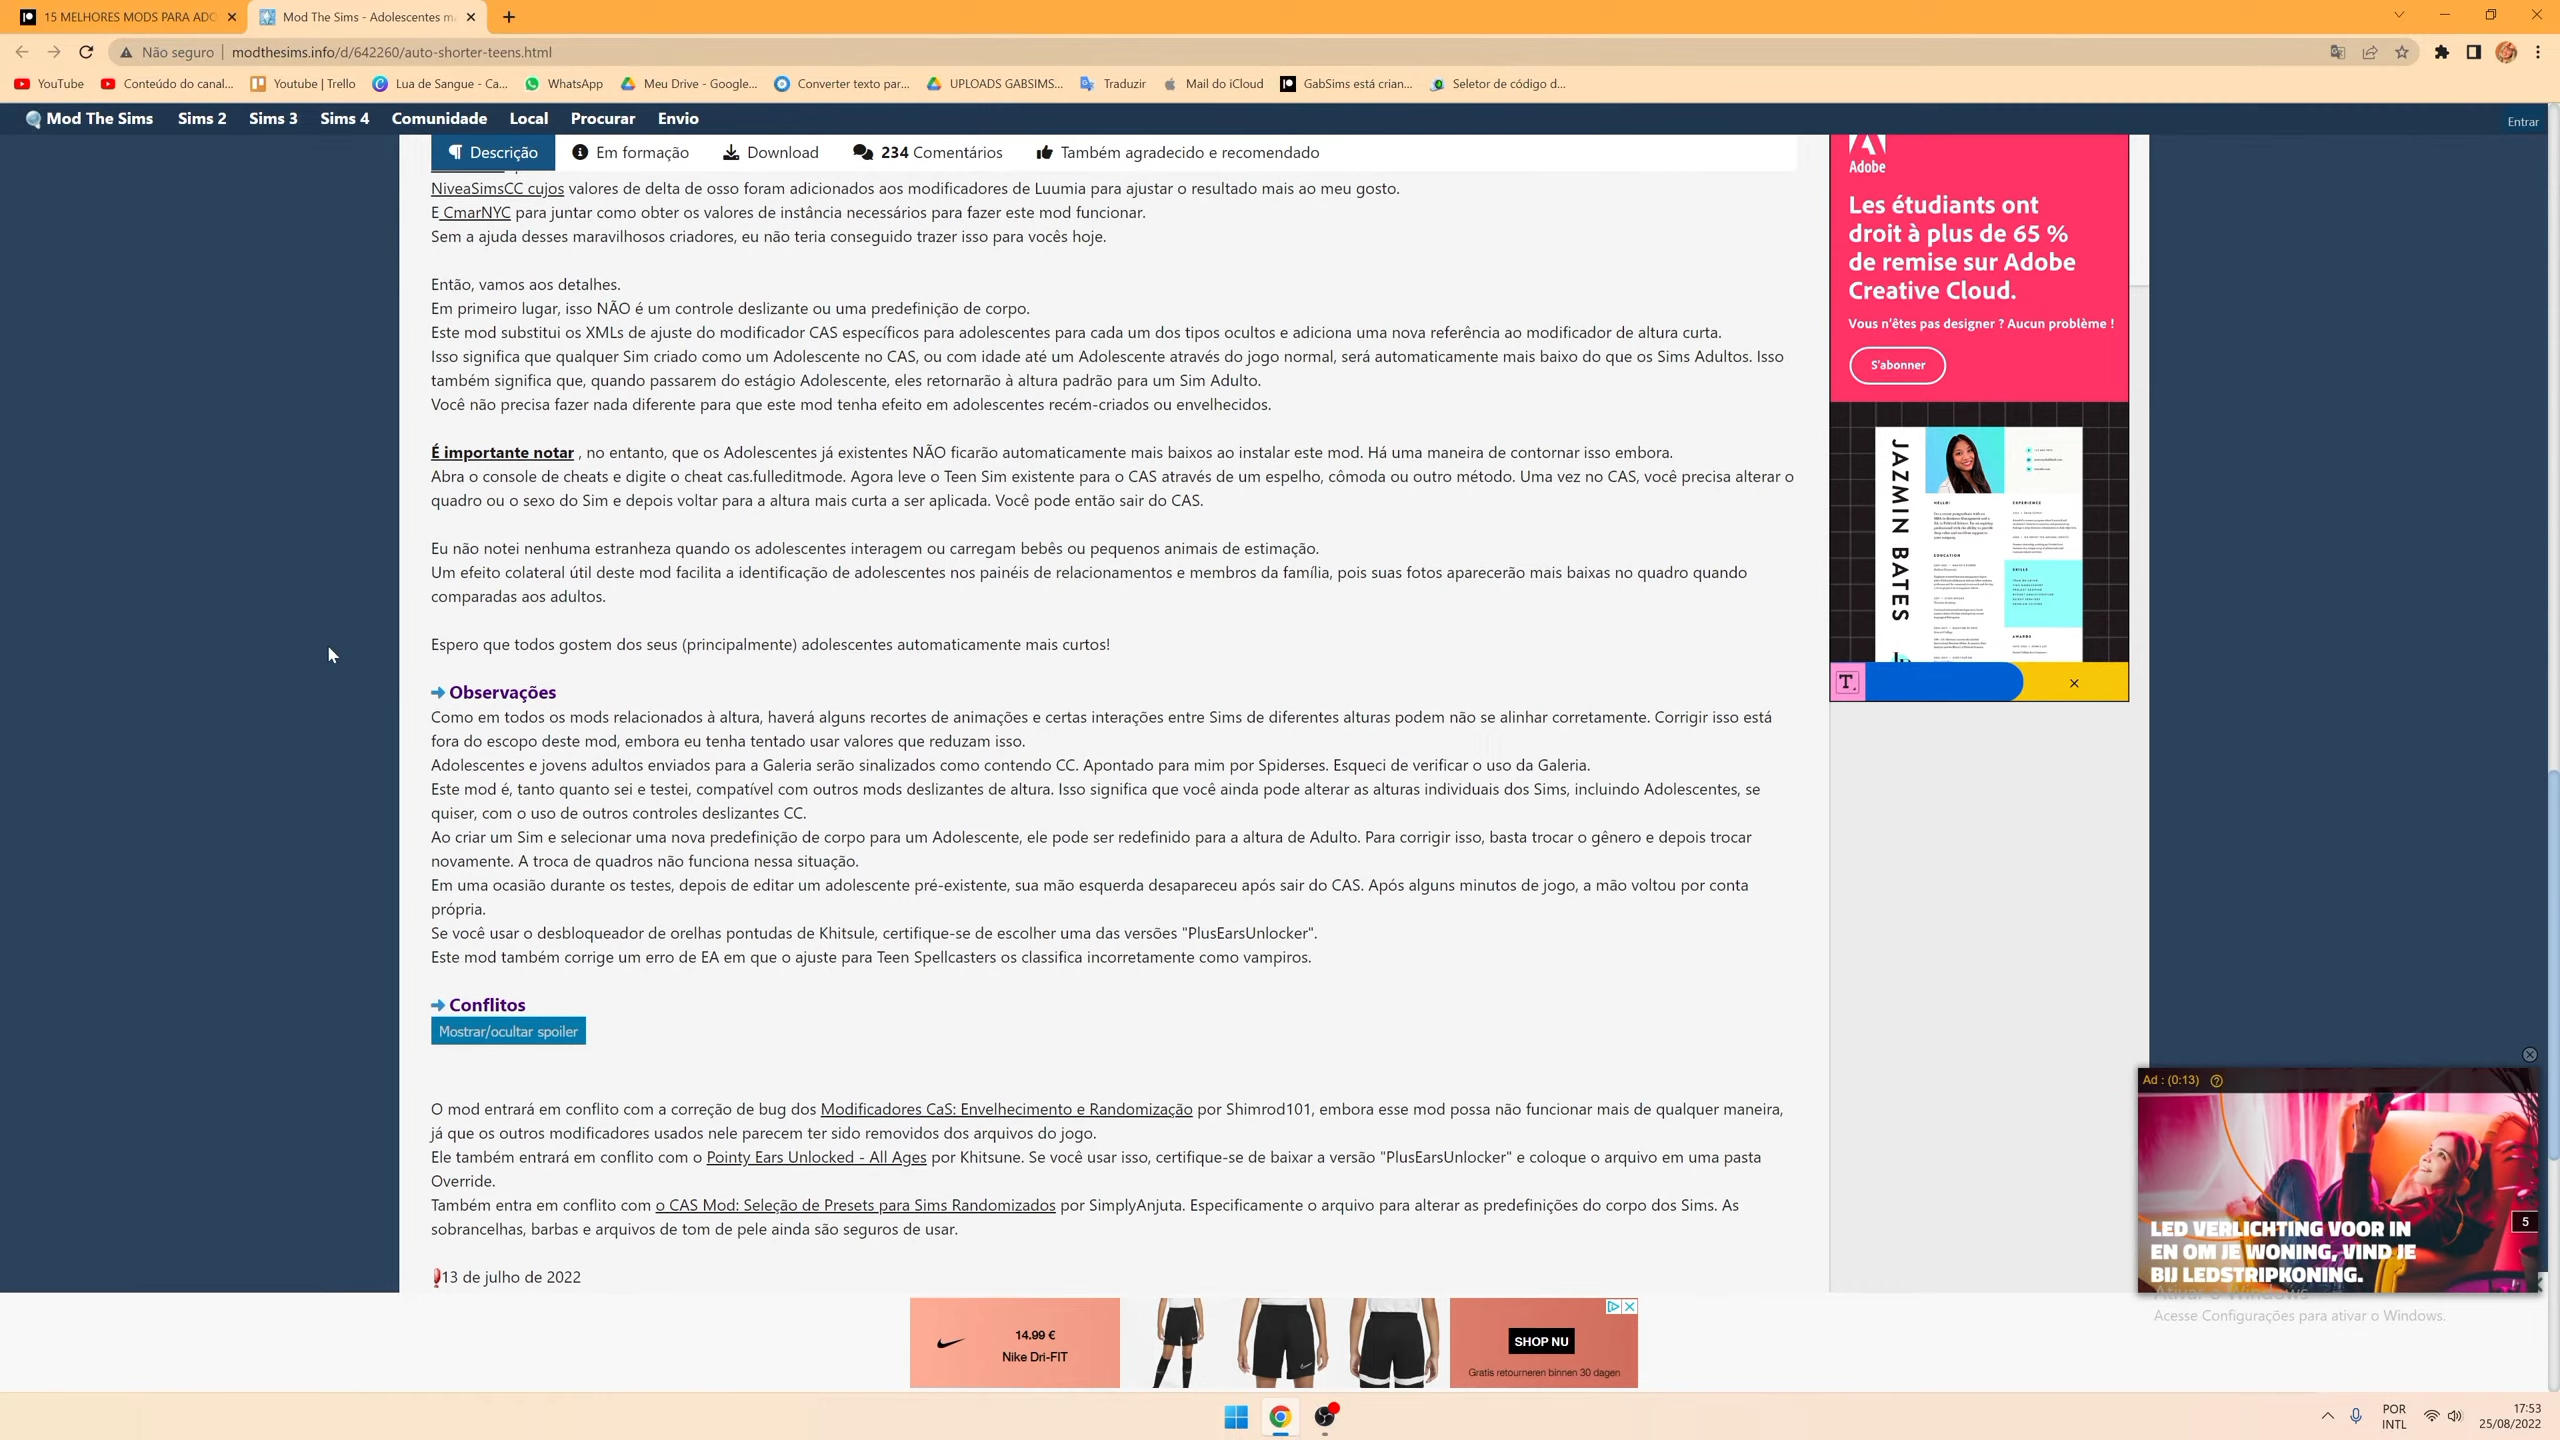 15 MELHORES MODS PARA ADO
Mod The Sims - Adolescentes m
Não seguro
modthesims.info/d/642260/auto-shorter-teens.html
YouTube
Conteúdo do canal...
Youtube | Trello
Lua de Sangue - Ca...
WhatsApp
Meu Drive - Google...
Converter texto par...
UPLOADS GABSIMS...
Traduzir
Mail do iCloud
GabSims está crian...
Seletor de código d...
Mod The Sims
Sims 2
Sims 3
Sims 4
Comunidade
Local
Procurar
Envio
Entrar
Descrição
Em formação
Download
234 Comentários
Também agradecido e recomendado
NiveaSimsCC cujos valores de delta de osso foram adicionados aos modificadores de Luumia para ajustar o resultado mais ao meu gosto.
E CmarNYC para juntar como obter os valores de instância necessários para fazer este mod funcionar.
Sem a ajuda desses maravilhosos criadores, eu não teria conseguido trazer isso para vocês hoje.
Então, vamos aos detalhes.
Em primeiro lugar, isso NÃO é um controle deslizante ou uma predefinição de corpo.
Este mod substitui os XMLs de ajuste do modificador CAS específicos para adolescentes para cada um dos tipos ocultos e adiciona uma nova referência ao modificador de altura curta.
Isso significa que qualquer Sim criado como um Adolescente no CAS, ou com idade até um Adolescente através do jogo normal, será automaticamente mais baixo do que os Sims Adultos. Isso
também significa que, quando passarem do estágio Adolescente, eles retornarão à altura padrão para um Sim Adulto.
Você não precisa fazer nada diferente para que este mod tenha efeito em adolescentes recém-criados ou envelhecidos.
É importante notar , no entanto, que os Adolescentes já existentes NÃO ficarão automaticamente mais baixos ao instalar este mod. Há uma maneira de contornar isso embora.
Abra o console de cheats e digite o cheat cas.fulleditmode. Agora leve o Teen Sim existente para o CAS através de um espelho, cômoda ou outro método. Uma vez no CAS, você precisa alterar o
quadro ou o sexo do Sim e depois voltar para a altura mais curta a ser aplicada. Você pode então sair do CAS.
Eu não notei nenhuma estranheza quando os adolescentes interagem ou carregam bebês ou pequenos animais de estimação.
Um efeito colateral útil deste mod facilita a identificação de adolescentes nos painéis de relacionamentos e membros da família, pois suas fotos aparecerão mais baixas no quadro quando
comparadas aos adultos.
Espero que todos gostem dos seus (principalmente) adolescentes automaticamente mais curtos!
Observações
Como em todos os mods relacionados à altura, haverá alguns recortes de animações e certas interações entre Sims de diferentes alturas podem não se alinhar corretamente. Corrigir isso está
fora do escopo deste mod, embora eu tenha tentado usar valores que reduzam isso.
Adolescentes e jovens adultos enviados para a Galeria serão sinalizados como contendo CC. Apontado para mim por Spiderses. Esqueci de verificar o uso da Galeria.
Este mod é, tanto quanto sei e testei, compatível com outros mods deslizantes de altura. Isso significa que você ainda pode alterar as alturas individuais dos Sims, incluindo Adolescentes, se
quiser, com o uso de outros controles deslizantes CC.
Ao criar um Sim e selecionar uma nova predefinição de corpo para um Adolescente, ele pode ser redefinido para a altura de Adulto. Para corrigir isso, basta trocar o gênero e depois trocar
novamente. A troca de quadros não funciona nessa situação.
Em uma ocasião durante os testes, depois de editar um adolescente pré-existente, sua mão esquerda desapareceu após sair do CAS. Após alguns minutos de jogo, a mão voltou por conta
própria.
Se você usar o desbloqueador de orelhas pontudas de Khitsule, certifique-se de escolher uma das versões "PlusEarsUnlocker".
Este mod também corrige um erro de EA em que o ajuste para Teen Spellcasters os classifica incorretamente como vampiros.
Conflitos
Mostrar/ocultar spoiler
O mod entrará em conflito com a correção de bug dos Modificadores CaS: Envelhecimento e Randomização por Shimrod101, embora esse mod possa não funcionar mais de qualquer maneira,
já que os outros modificadores usados nele parecem ter sido removidos dos arquivos do jogo.
Ele também entrará em conflito com o Pointy Ears Unlocked - All Ages por Khitsune. Se você usar isso, certifique-se de baixar a versão "PlusEarsUnlocker" e coloque o arquivo em uma pasta
Override.
Também entra em conflito com o CAS Mod: Seleção de Presets para Sims Randomizados por SimplyAnjuta. Especificamente o arquivo para alterar as predefinições do corpo dos Sims. As
sobrancelhas, barbas e arquivos de tom de pele ainda são seguros de usar.
13 de julho de 2022
Adobe
Les étudiants ont
droit à plus de 65 %
de remise sur Adobe
Creative Cloud.
Vous n'êtes pas designer ? Aucun problème !
S'abonner
JAZMIN BATES
HELLO!
EXPERIENCE
EDUCATION
SKILLS
AWARDS
T.
Ad : (0:13)
5
LED VERLICHTING VOOR IN
EN OM JE WONING, VIND JE
BIJ LEDSTRIPKONING.
Ativar o Windows
Acesse Configurações para ativar o Windows.
14.99 €
Nike Dri-FIT
SHOP NU
Gratis retourneren binnen 30 dagen
POR
INTL
17:53
25/08/2022